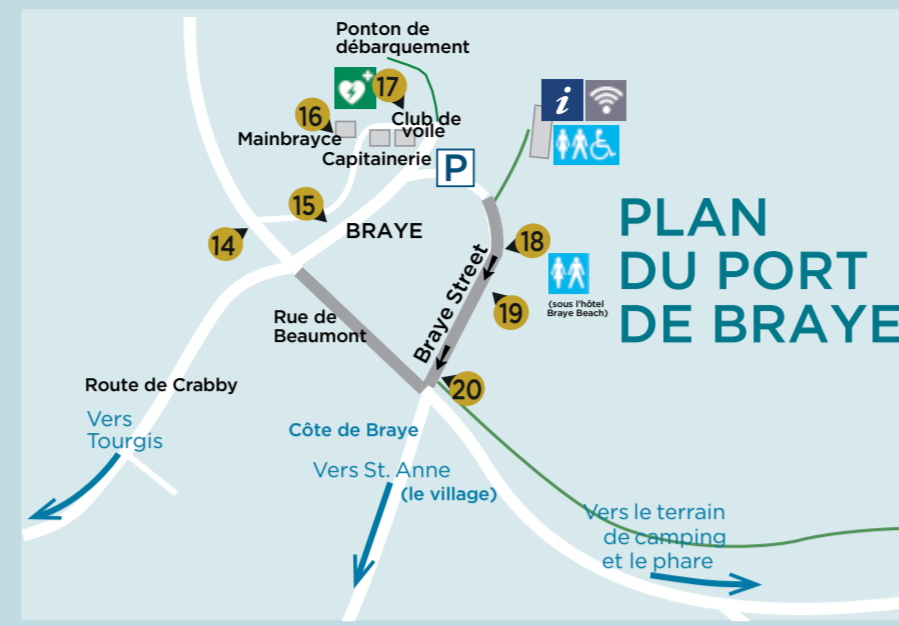 Ponton de
débarquement
17
16
Club de
voile
Mainbrayce
Capitainerie
P
i
15
BRAYE
14
18
Braye Street
(sous l'hôtel
Braye Beach)
19
PLAN
DU PORT
DE BRAYE
Rue de
Beaumont
Route de Crabby
20
Vers
Tourgis
Côte de Braye
Vers St. Anne
(le village)
Vers le terrain
de camping
et le phare